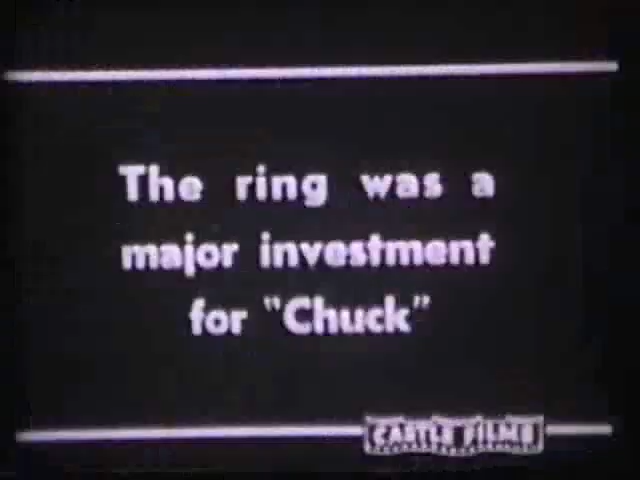 The ring was a
major investment
for "Chuck"
CASTLE FILMS